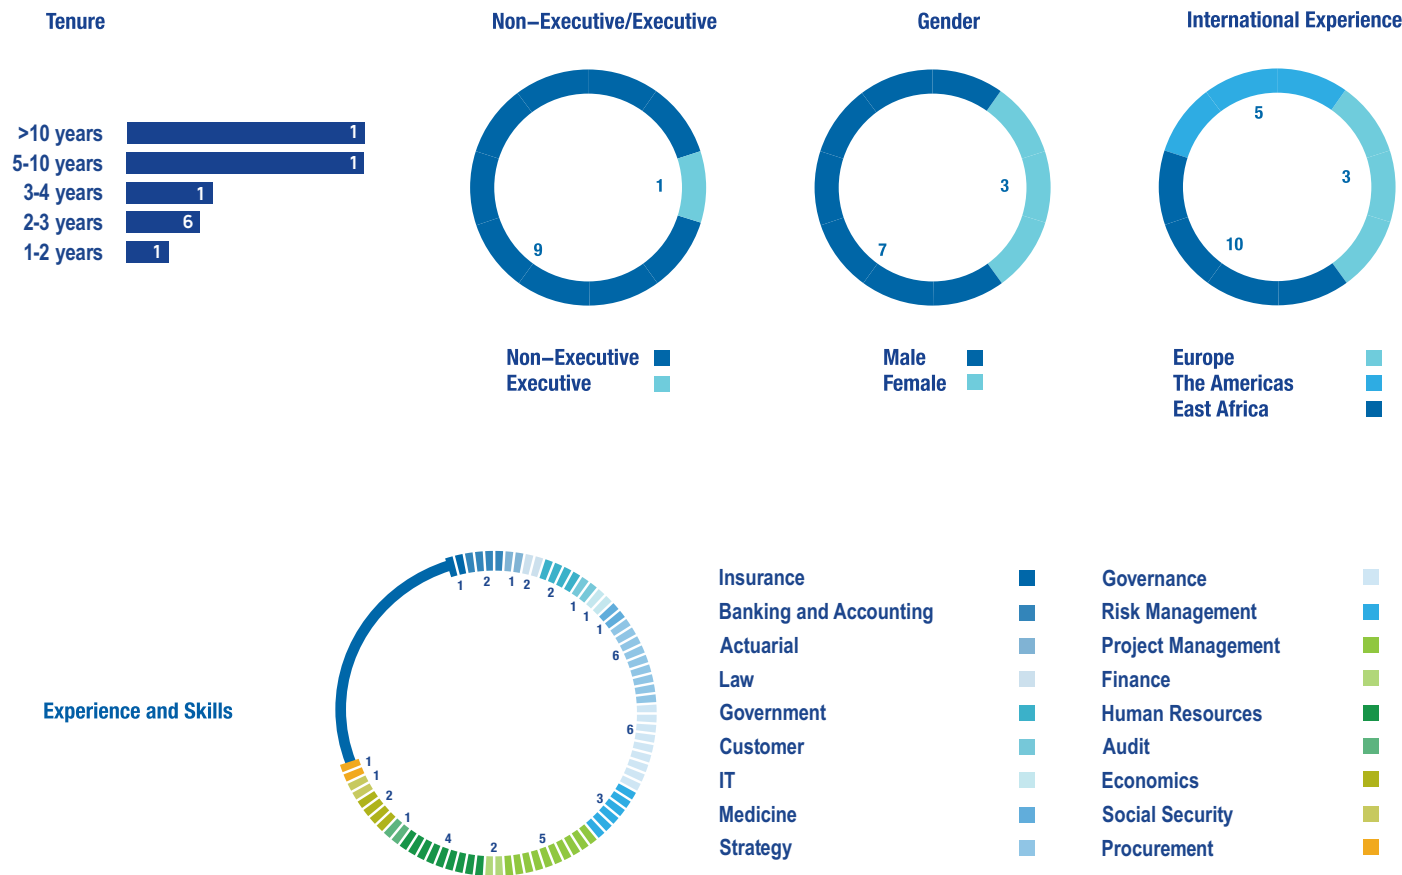 Tenure
>10 years 1
5-10 years 1
3-4 years 1
2-3 years 6
1-2 years 1
Non–Executive/Executive
1
9
Non–Executive
Executive
Gender
3
7
Male
Female
International Experience
5
3
10
Europe
The Americas
East Africa
Experience and Skills
1
2
1
2
2
1
1
1
6
6
3
5
2
4
1
2
1
1
Insurance
Banking and Accounting
Actuarial
Law
Government
Customer
IT
Medicine
Strategy
Governance
Risk Management
Project Management
Finance
Human Resources
Audit
Economics
Social Security
Procurement